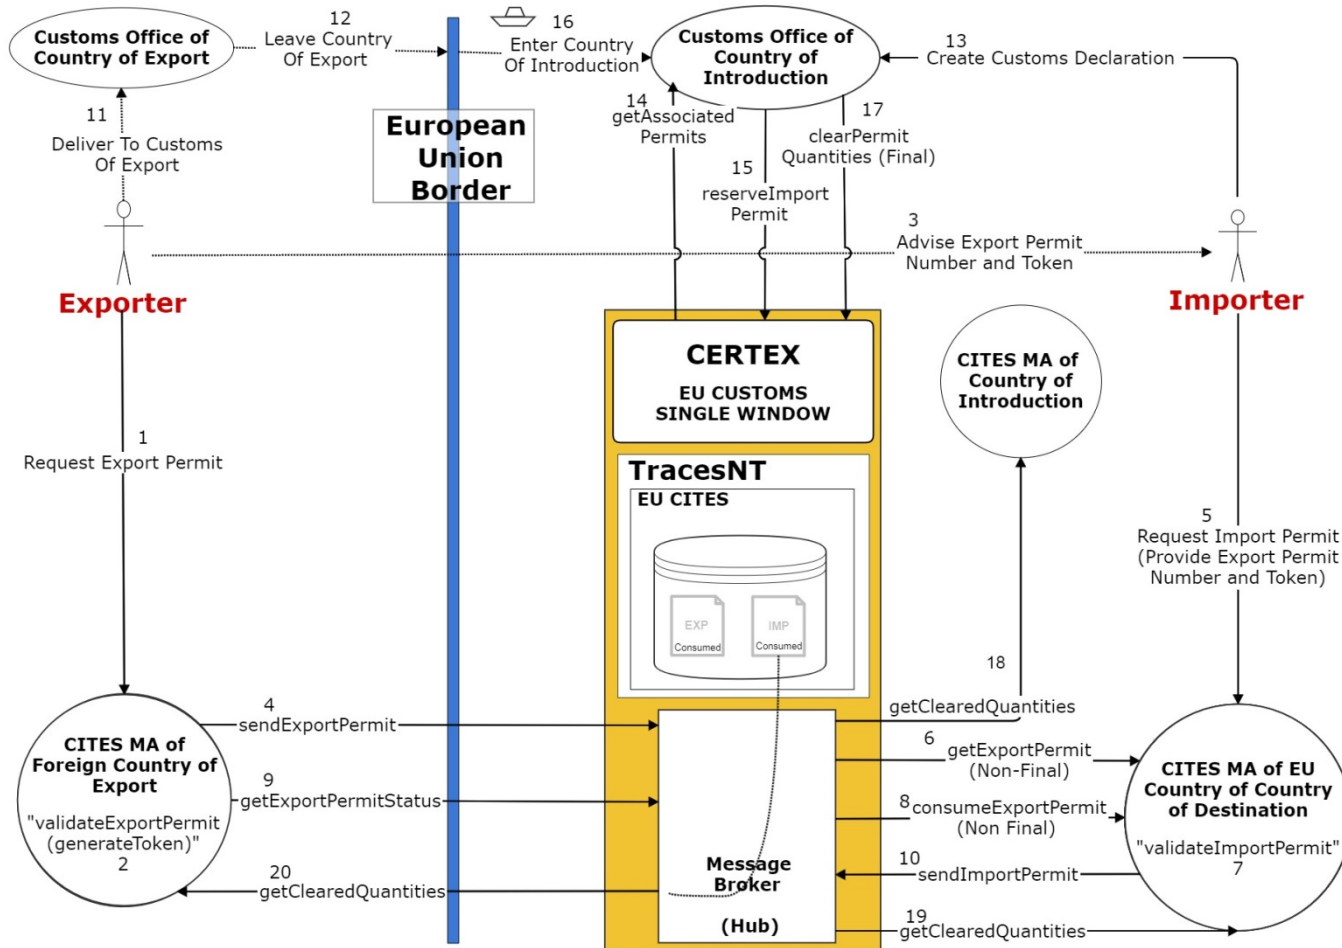 12
Leave Country
Of Export
16
Enter Country
Of Introduction
13
Create Customs Declaration
Customs Office of
Country of Export
Customs Office of
Country of
Introduction
11
Deliver To Customs
Of Export
European
Union
Border
14
getAssociated
Permits
15
reserveImport
Permit
17
clearPermit
Quantities (Final)
3
Advise Export Permit
Number and Token
Exporter
Importer
1
Request Export Permit
CERTEX
EU CUSTOMS
SINGLE WINDOW
CITES MA of
Country of
Introduction
TracesNT
EU CITES
EXP
Consumed
IMP
Consumed
5
Request Import Permit
(Provide Export Permit
Number and Token)
18
getClearedQuantities
4
sendExportPermit
CITES MA of
Foreign Country of
Export
"validateExportPermit
(generateToken)"
2
9
getExportPermitStatus
20
getClearedQuantities
Message
Broker
(Hub)
6
getExportPermit
(Non-Final)
8
consumeExportPermit
(Non Final)
10
sendImportPermit
19
getClearedQuantities
CITES MA of EU
Country of Country
of Destination
"validateImportPermit"
7